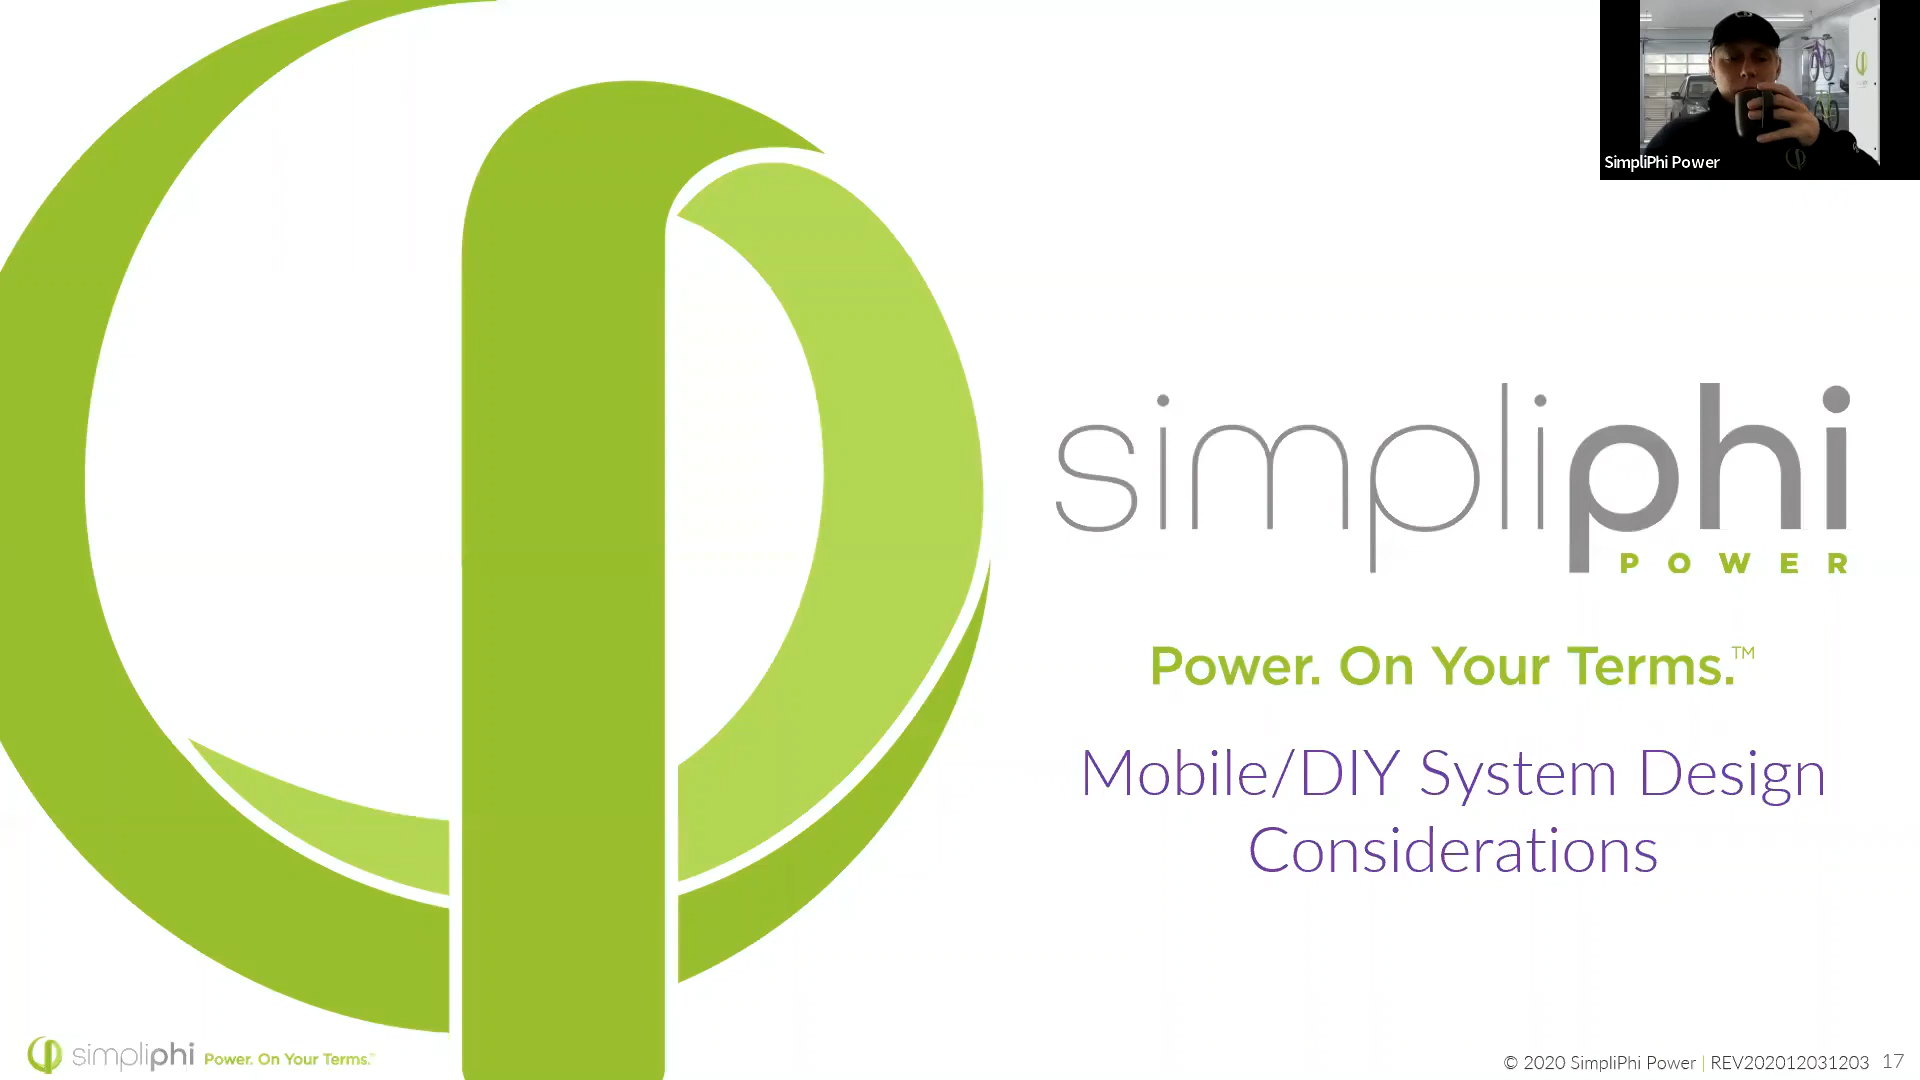 SimpliPhi Power
simpliphi
POWER
Power. On Your Terms.™
Mobile/DIY System Design
Considerations
simpliphi Power. On Your Terms.™
© 2020 SimpliPhi Power | REV202012031203 17